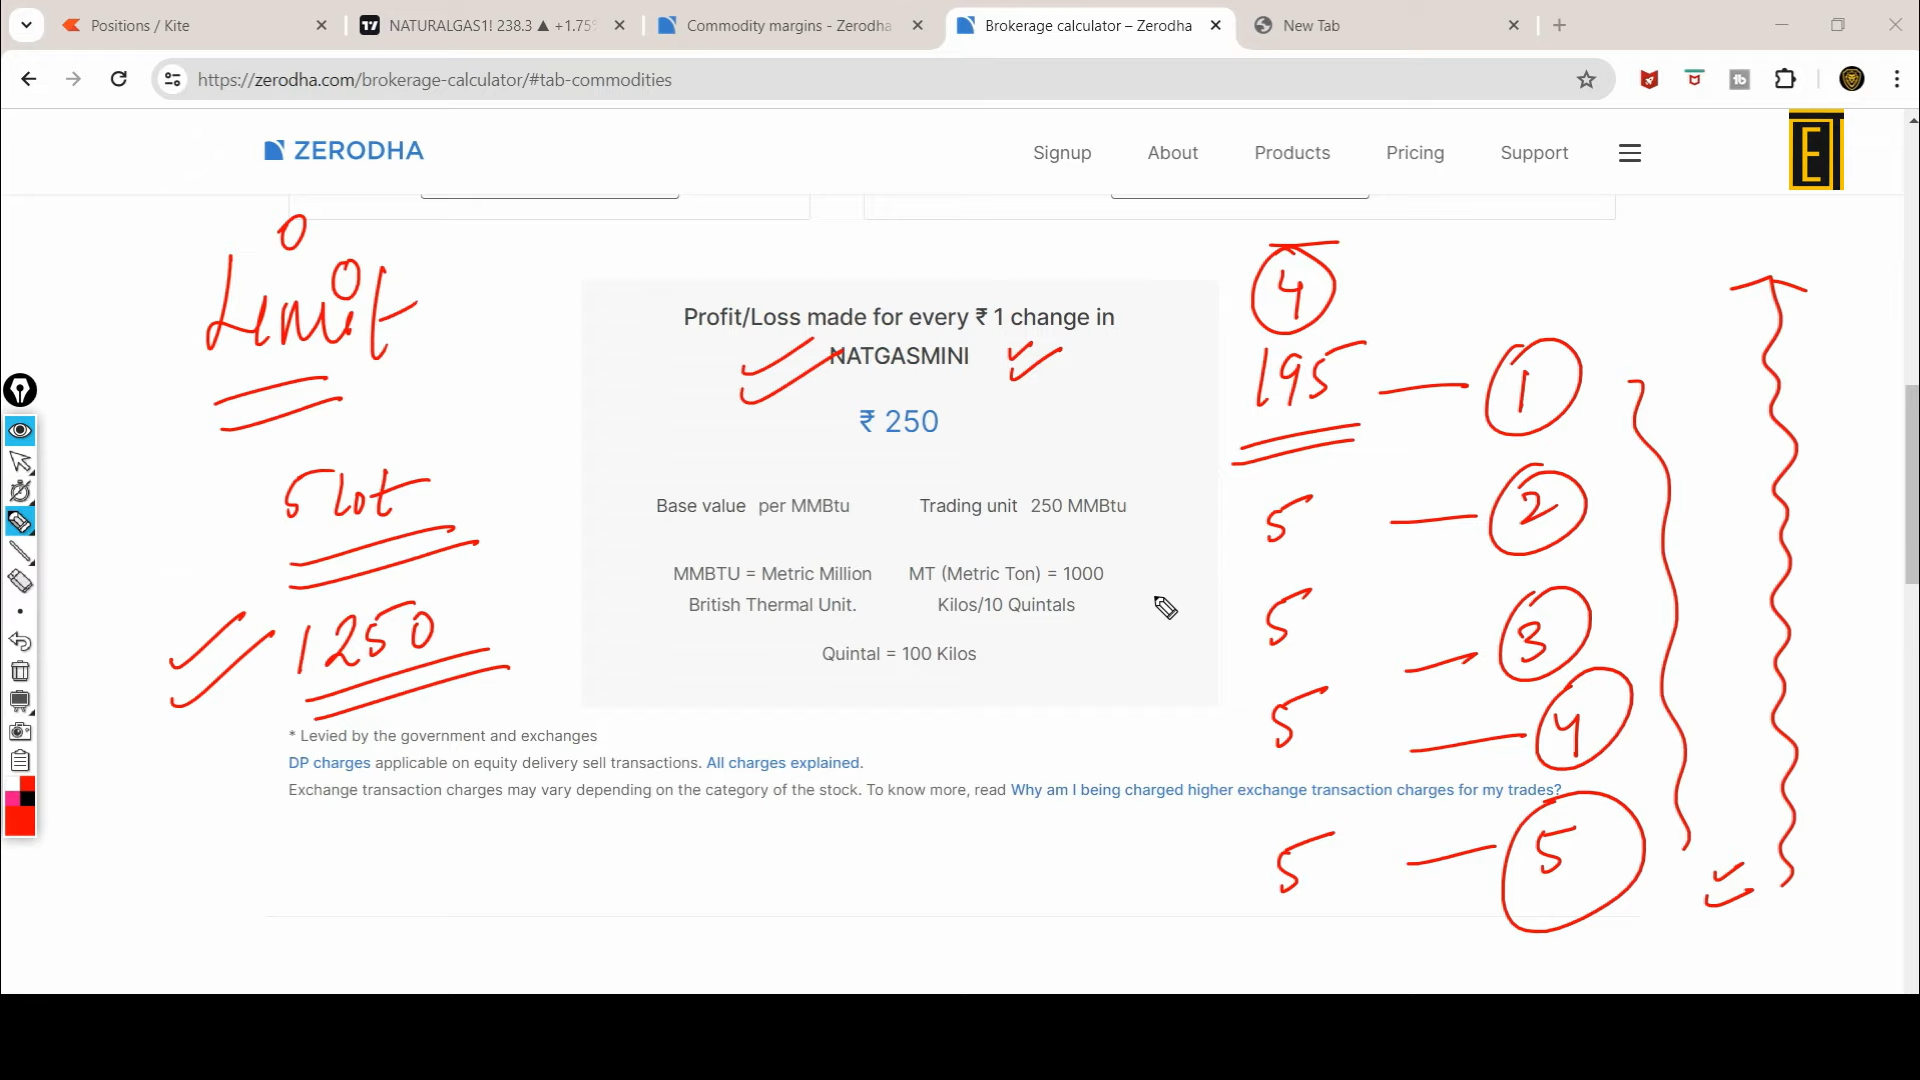 Positions / Kite
NATURALGAS1! 238.3 ▲ +1.75%
Commodity margins - Zerodha
Brokerage calculator – Zerodha
New Tab
https://zerodha.com/brokerage-calculator/#tab-commodities
ZERODHA
Signup
About
Products
Pricing
Support
Limit
5 lot
1250
Profit/Loss made for every ₹ 1 change in
NATGASMINI
₹ 250
Base value per MMBtu
Trading unit 250 MMBtu
MMBTU = Metric Million
British Thermal Unit.
MT (Metric Ton) = 1000
Kilos/10 Quintals
Quintal = 100 Kilos
4
195 — 1
5 — 2
5 — 3
5 — 4
5 — 5
* Levied by the government and exchanges
DP charges applicable on equity delivery sell transactions. All charges explained.
Exchange transaction charges may vary depending on the category of the stock. To know more, read Why am I being charged higher exchange transaction charges for my trades?